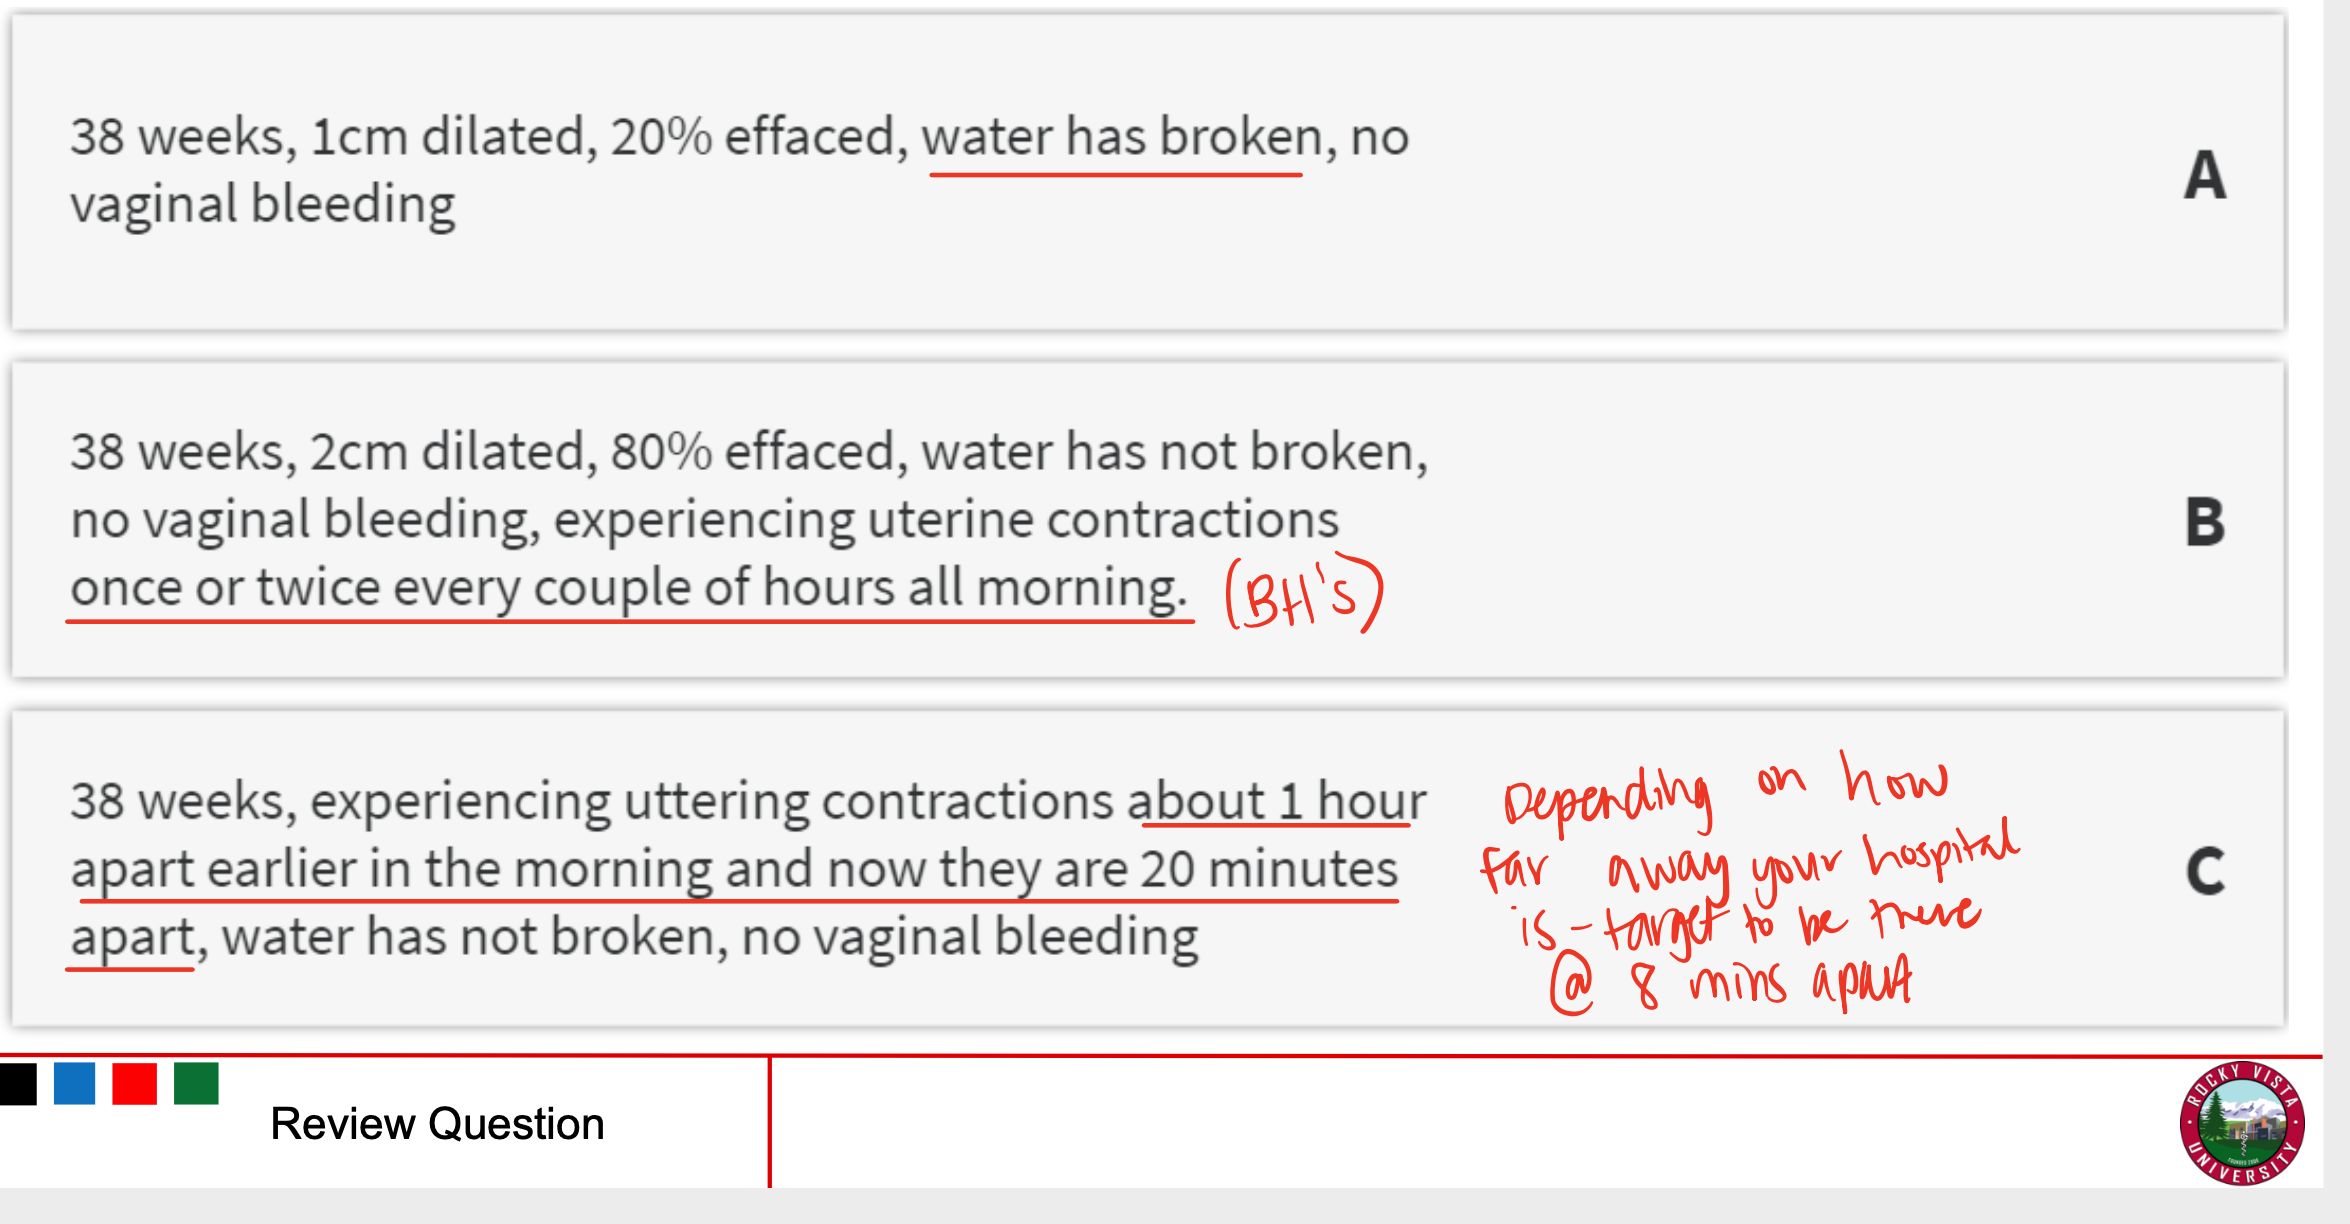 38 weeks, 1cm dilated, 20% effaced, water has broken, no
vaginal bleeding
A
38 weeks, 2cm dilated, 80% effaced, water has not broken,
no vaginal bleeding, experiencing uterine contractions
once or twice every couple of hours all morning.
(BH's)
B
38 weeks, experiencing uttering contractions about 1 hour
apart earlier in the morning and now they are 20 minutes
apart, water has not broken, no vaginal bleeding
Depending on how
far away your hospital
is - target to be there
@ 8 mins apart
C
Review Question
ROCKY VISTA
UNIVERSITY